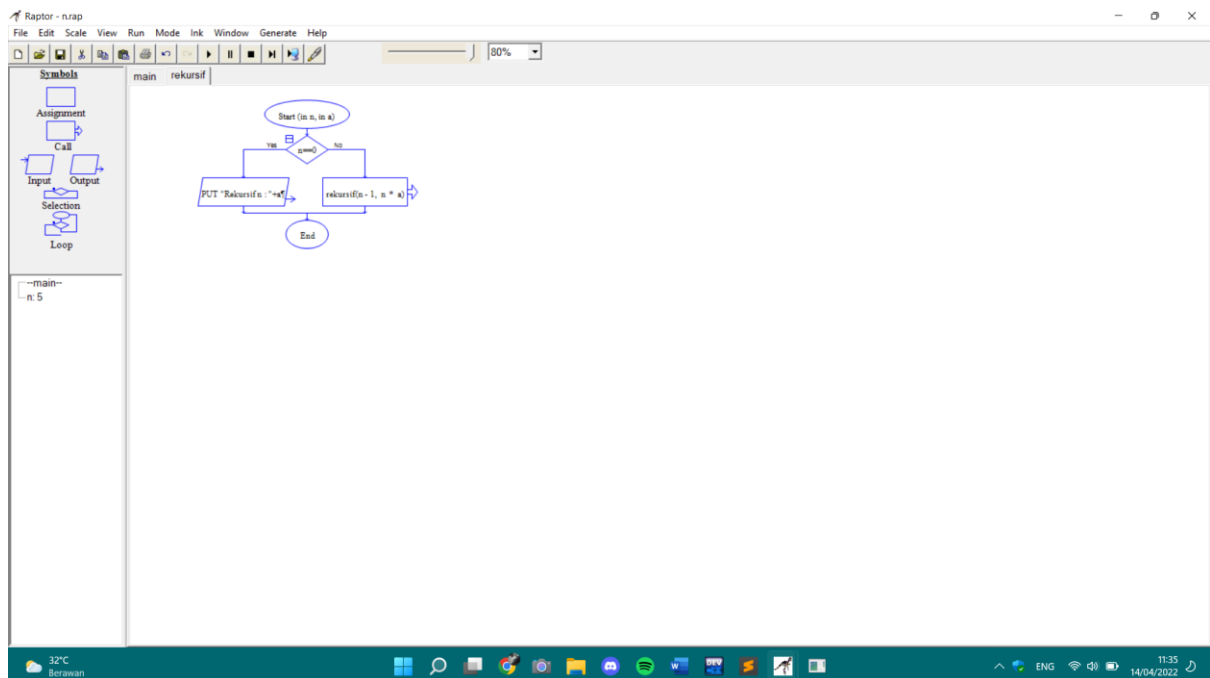 Raptor - n.rap
File Edit Scale View Run Mode Ink Window Generate Help
80%
Symbols
main rekursif
Assignment
Call
Input Output
Selection
Loop
Start (in n, in a)
Yes n==0 No
PUT "Rekursif n : "+a¶
rekursif(n - 1, n * a)
End
--main--
n: 5
32°C
Berawan
W
DEV
ENG
11:35
14/04/2022